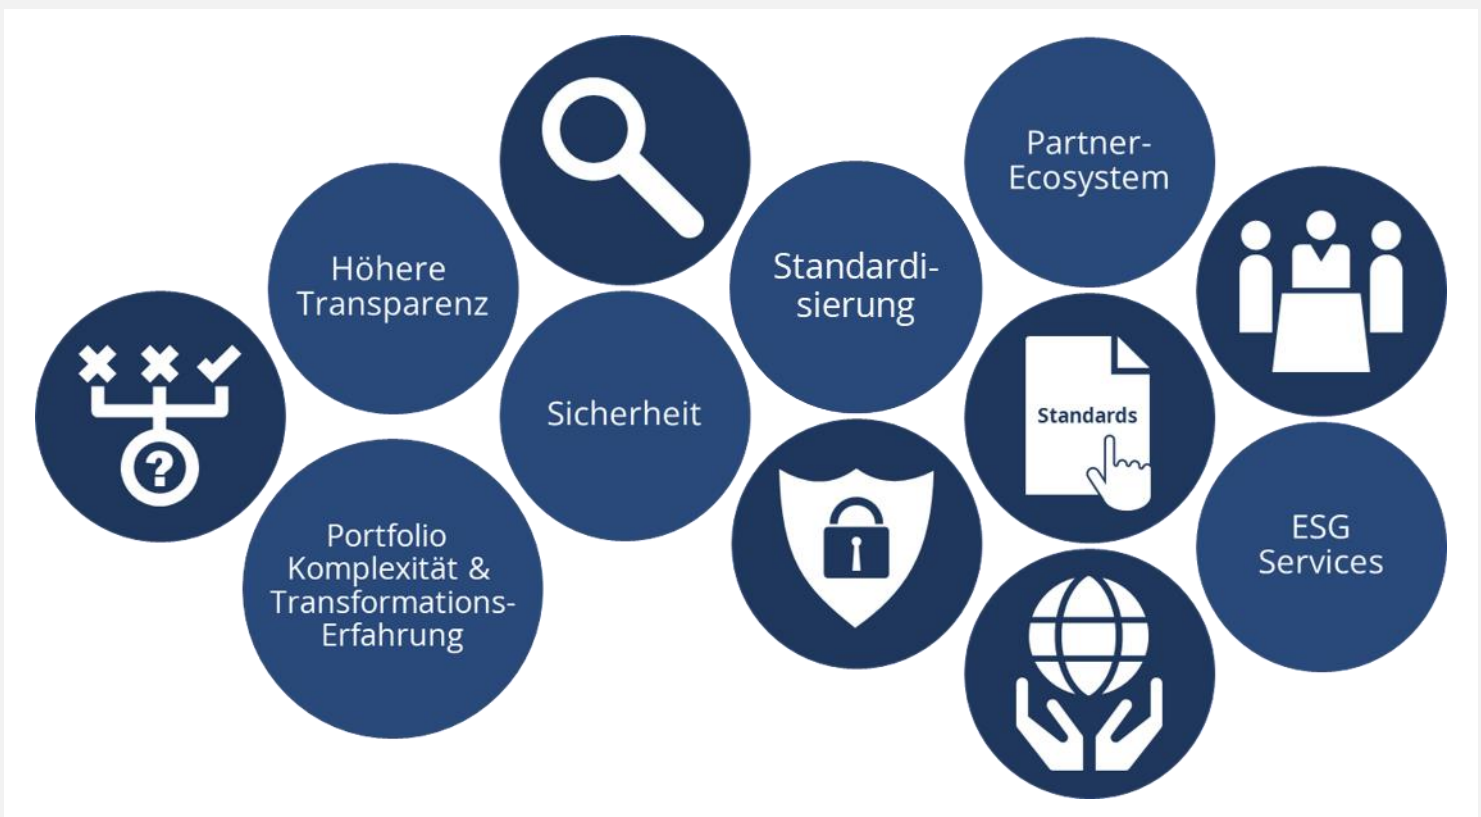 Partner-
Ecosystem
Höhere
Transparenz
Standardi-
sierung
Sicherheit
Standards
?
Portfolio
Komplexität &
Transformations-
Erfahrung
ESG
Services